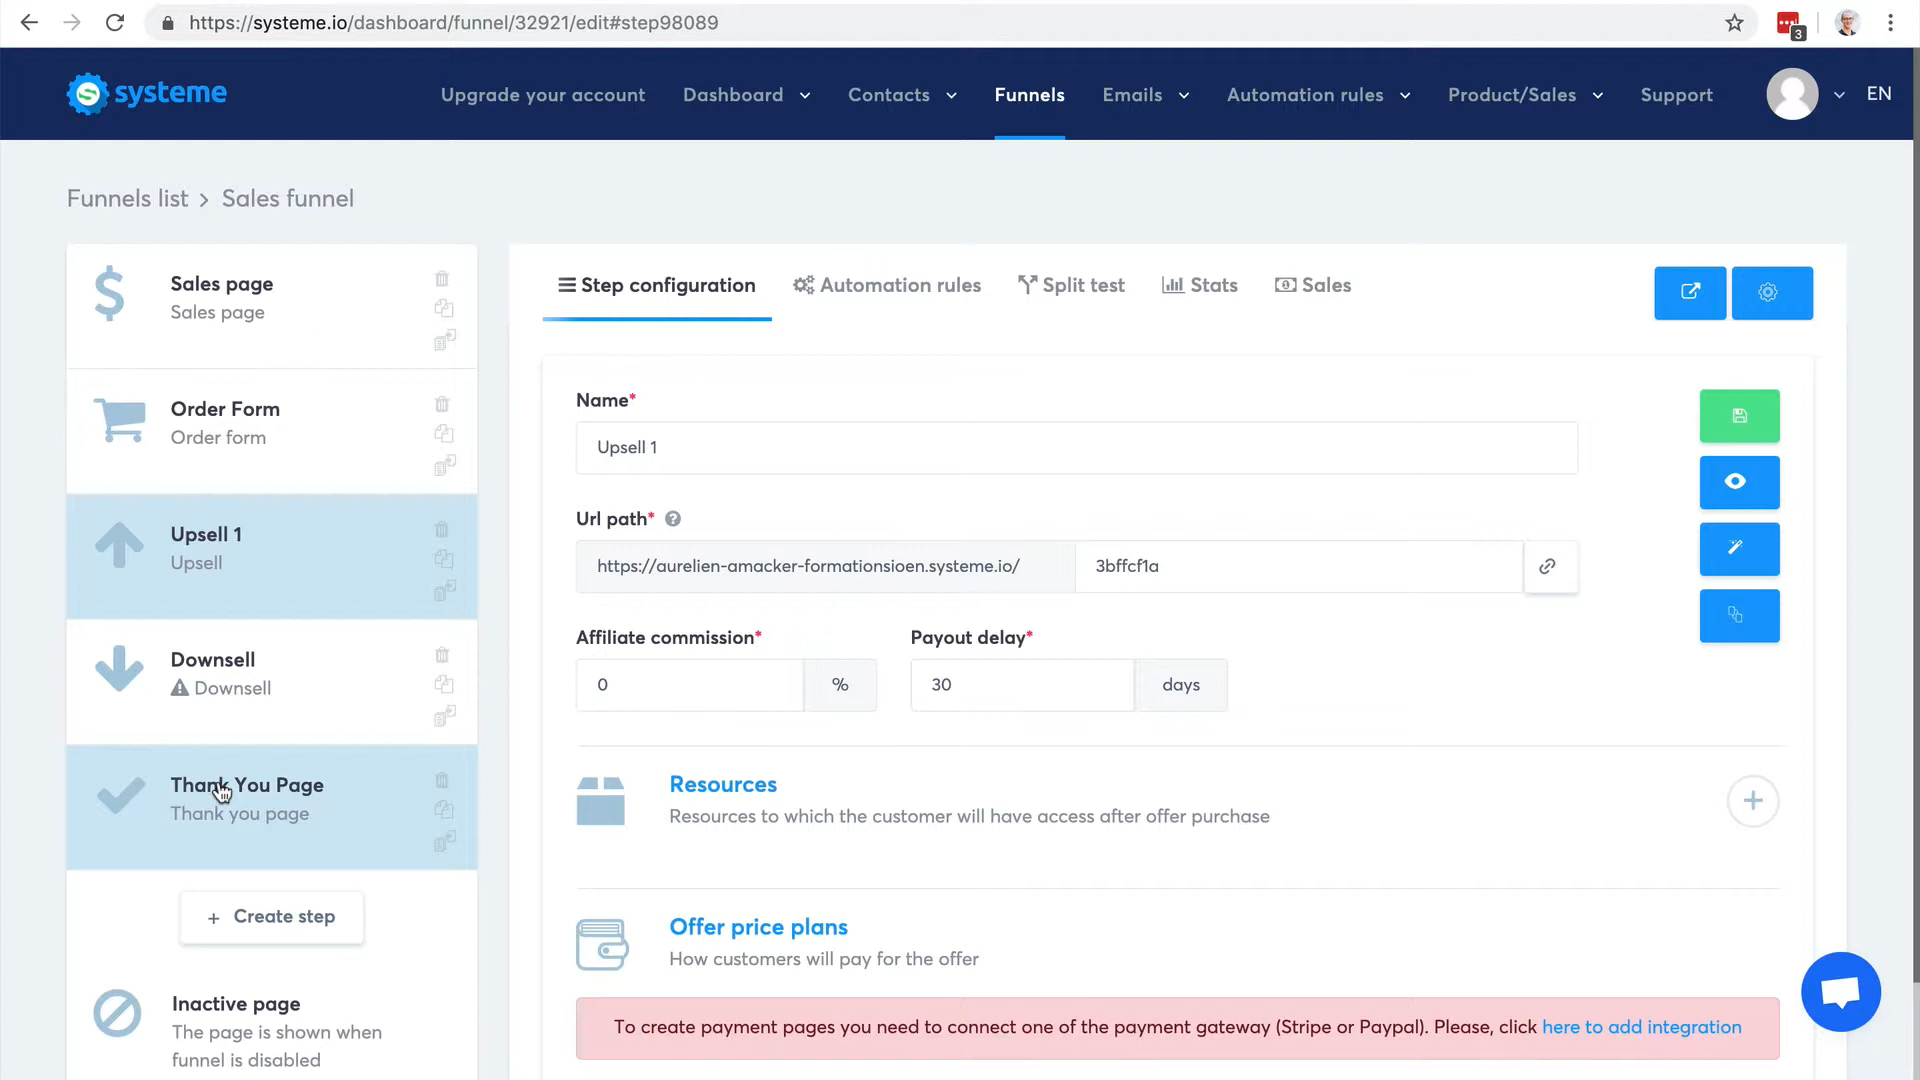 https://systeme.io/dashboard/funnel/32921/edit#step98089
3
systeme
Upgrade your account
Dashboard
Contacts
Funnels
Emails
Automation rules
Product/Sales
Support
EN
Funnels list > Sales funnel
Sales page
Sales page
Order Form
Order form
Upsell 1
Upsell
Downsell
Downsell
Thank You Page
Thank you page
+ Create step
Inactive page
The page is shown when
funnel is disabled
Step configuration
Automation rules
Split test
Stats
Sales
Name*
Upsell 1
Url path* ?
https://aurelien-amacker-formationsioen.systeme.io/
3bffcf1a
Affiliate commission*
Payout delay*
0 %
30 days
Resources
Resources to which the customer will have access after offer purchase
Offer price plans
How customers will pay for the offer
To create payment pages you need to connect one of the payment gateway (Stripe or Paypal). Please, click here to add integration